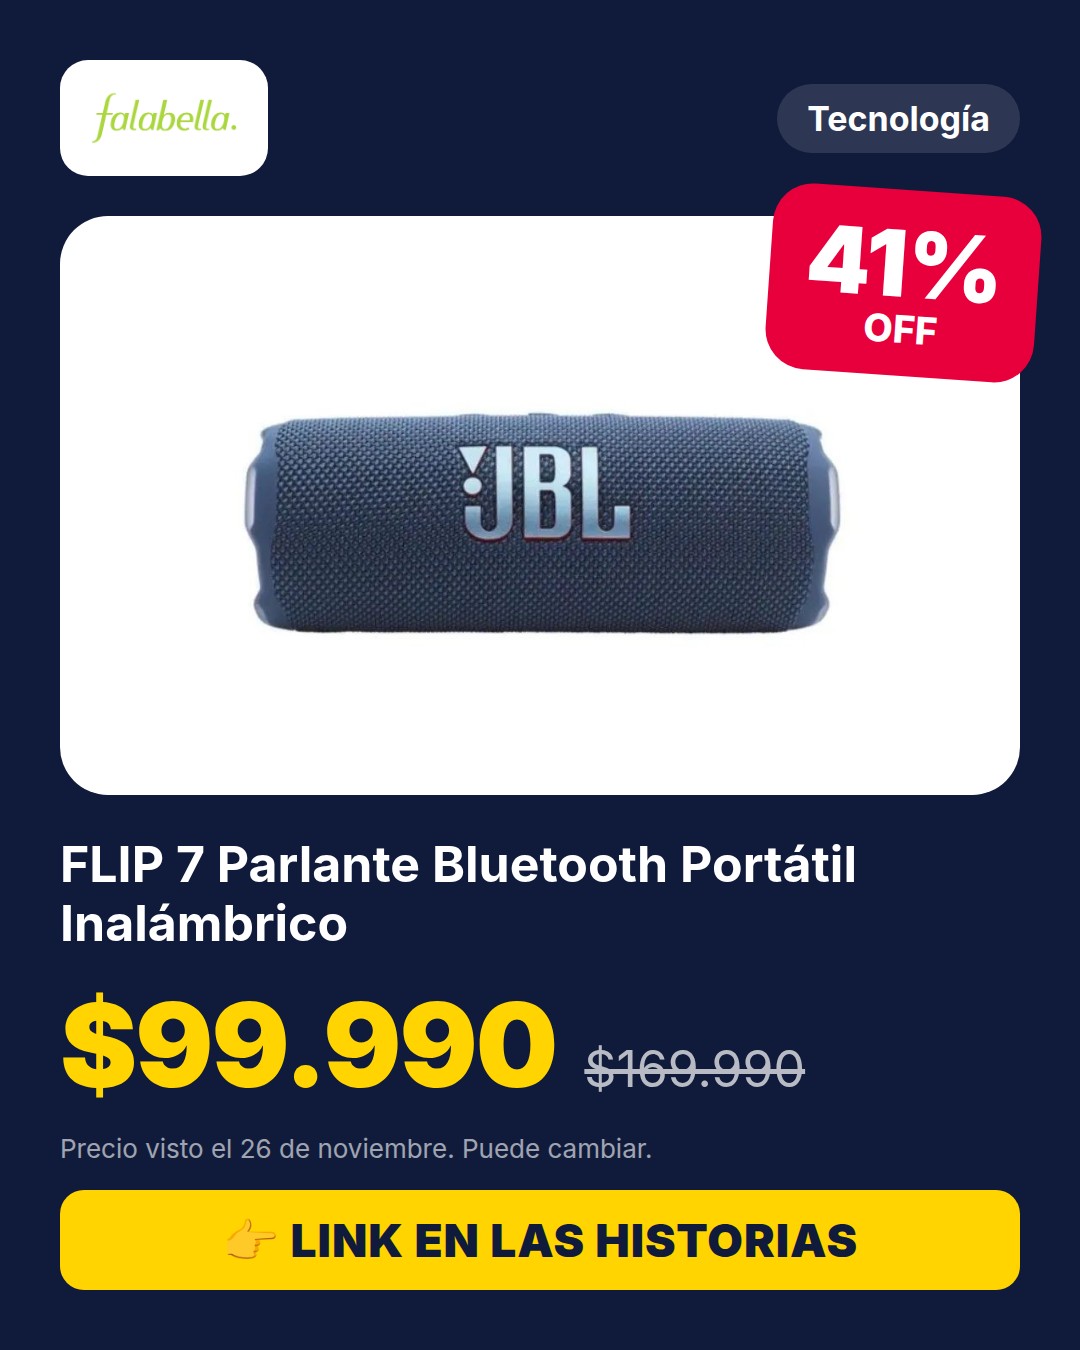 falabella.
Tecnología
41%
OFF
JBL
FLIP 7 Parlante Bluetooth Portátil
Inalámbrico
$99.990 $169.990
Precio visto el 26 de noviembre. Puede cambiar.
👉 LINK EN LAS HISTORIAS